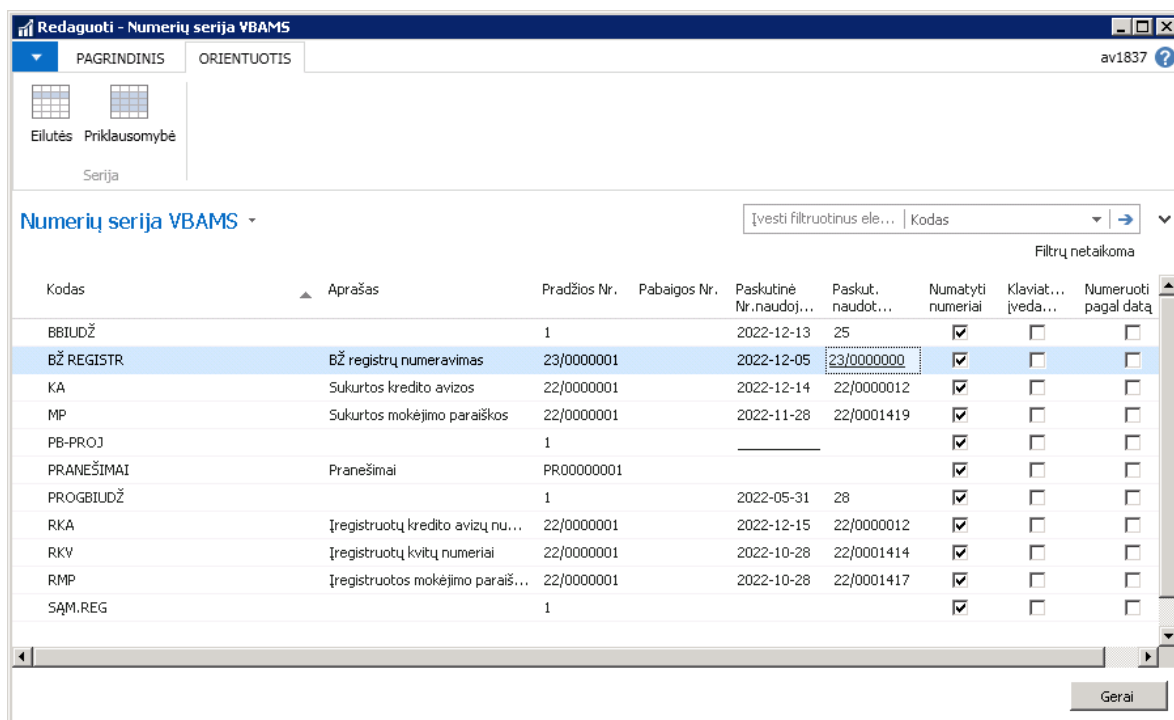 Redaguoti - Numerių serija VBAMS
PAGRINDINIS ORIENTUOTIS av1837 ?
Eilutės Priklausomybė
Serija
Numerių serija VBAMS
Įvesti filtruotinus ele... Kodas
Filtrų netaikoma
Kodas Aprašas Pradžios Nr. Pabaigos Nr. Paskutinė Nr.naudoj... Paskut. naudot... Numatyti numeriai Klaviat... įveda... Numeruoti pagal datą
BBIUDŽ 1 2022-12-13 25
BŽ REGISTR BŽ registrų numeravimas 23/0000001 2022-12-05 23/0000000
KA Sukurtos kredito avizos 22/0000001 2022-12-14 22/0000012
MP Sukurtos mokėjimo paraiškos 22/0000001 2022-11-28 22/0001419
PB-PROJ 1
PRANEŠIMAI Pranešimai PR00000001
PROGBIUDŽ 1 2022-05-31 28
RKA Įregistruotų kredito avizų nu... 22/0000001 2022-12-15 22/0000012
RKV Įregistruotų kvitų numeriai 22/0000001 2022-10-28 22/0001414
RMP Įregistruotos mokėjimo paraiš... 22/0000001 2022-10-28 22/0001417
SĄM.REG 1
Gerai